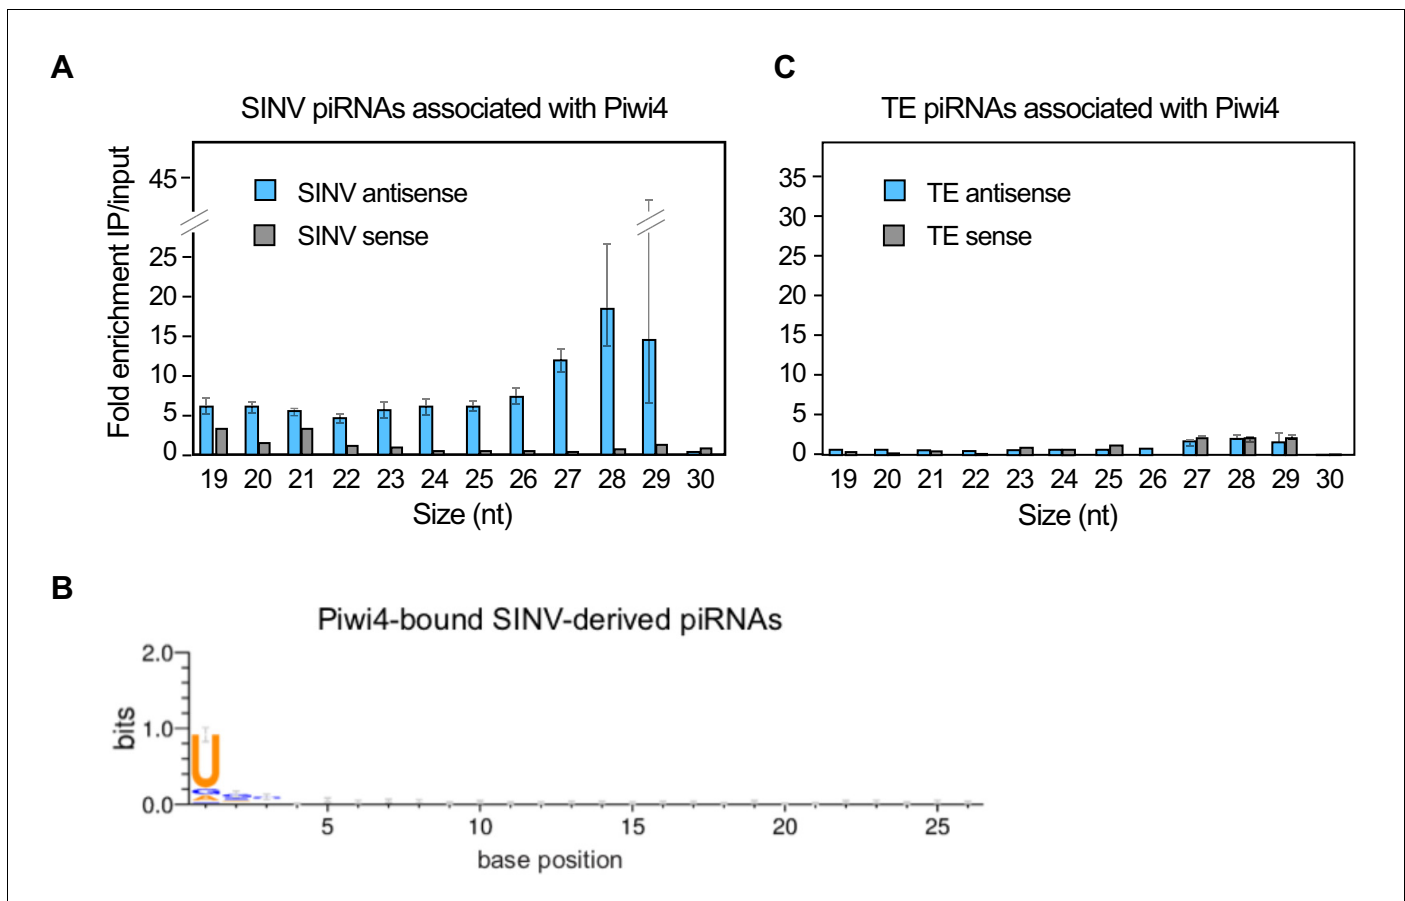 A
SINV piRNAs associated with Piwi4
Fold enrichment IP/input
45
25
20
15
10
5
0
SINV antisense
SINV sense
19 20 21 22 23 24 25 26 27 28 29 30
Size (nt)
C
TE piRNAs associated with Piwi4
35
30
25
20
15
10
5
0
TE antisense
TE sense
19 20 21 22 23 24 25 26 27 28 29 30
Size (nt)
B
Piwi4-bound SINV-derived piRNAs
bits
2.0
1.0
0.0
U
5 10 15 20 25
base position